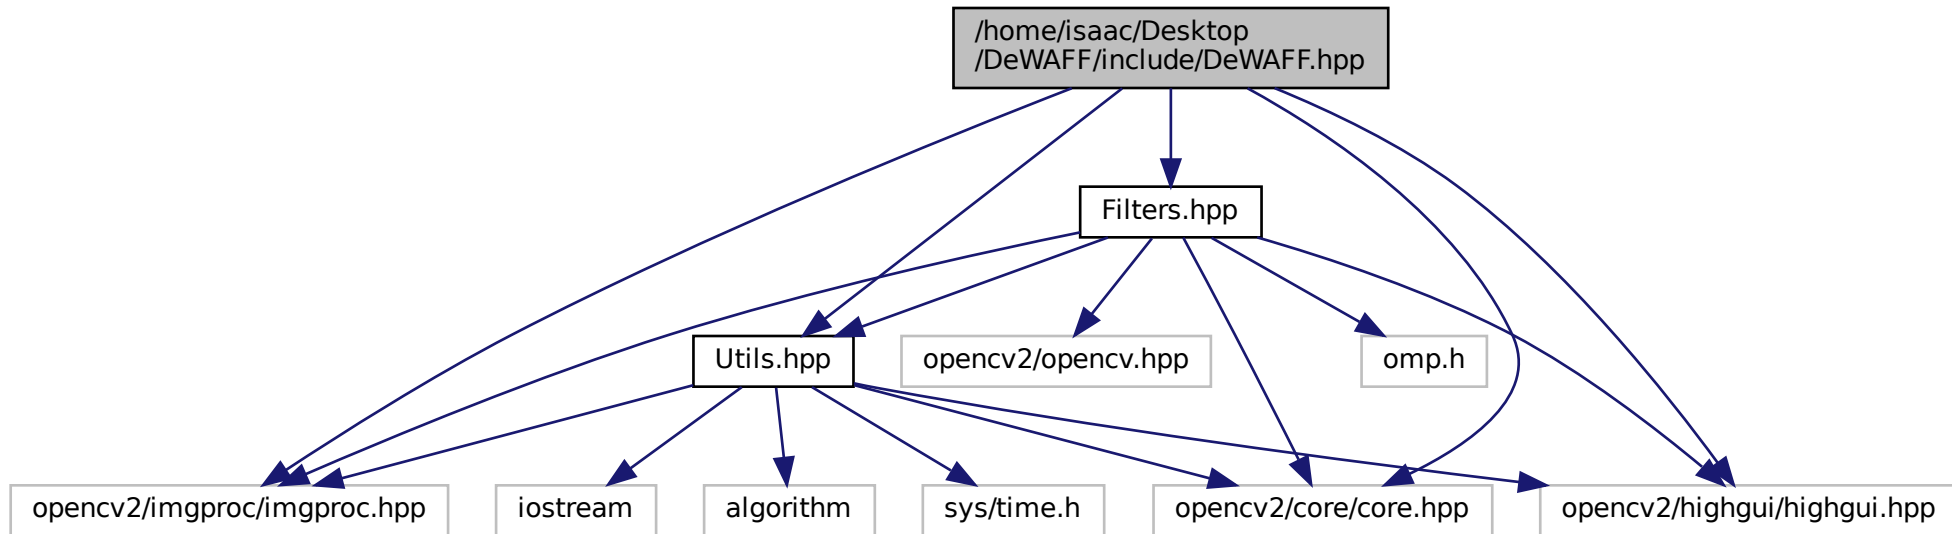 /home/isaac/Desktop
/DeWAFF/include/DeWAFF.hpp
Filters.hpp
Utils.hpp
opencv2/opencv.hpp
omp.h
opencv2/imgproc/imgproc.hpp
iostream
algorithm
sys/time.h
opencv2/core/core.hpp
opencv2/highgui/highgui.hpp